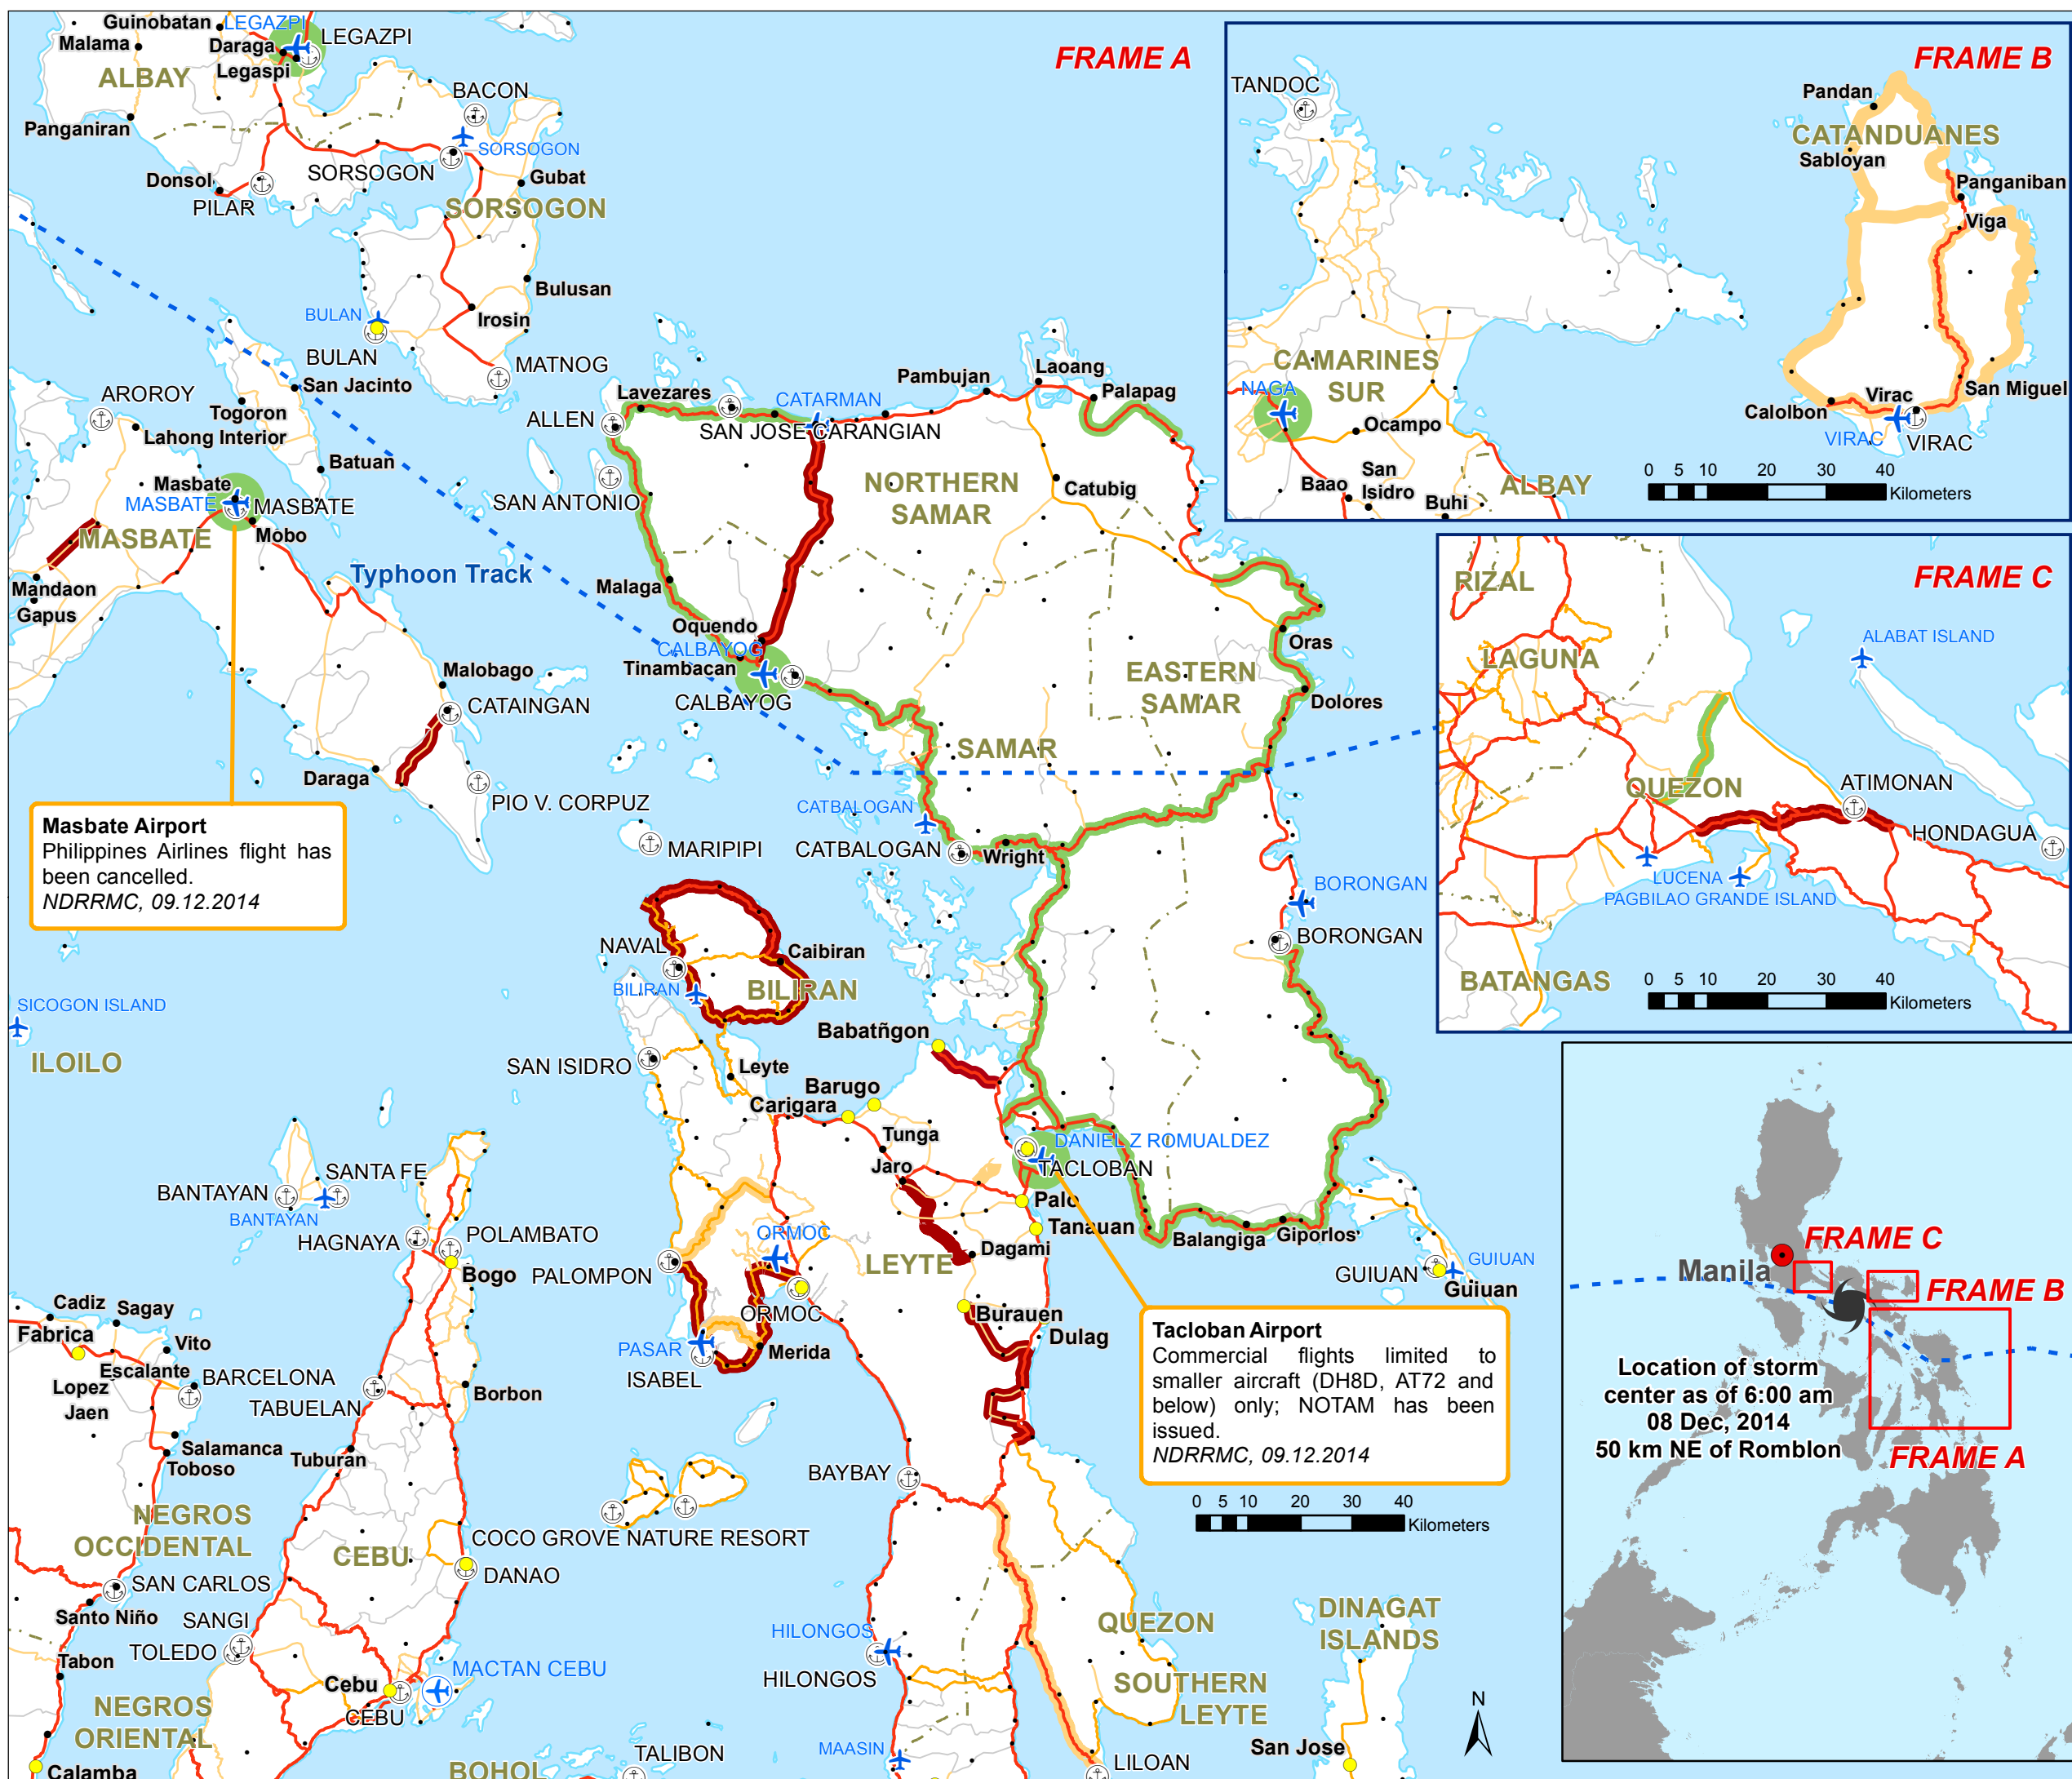 FRAME A
Guinobatan
LEGAZPI
LEGAZPI
Malama
Daraga
Legaspi
ALBAY
BACON
Panganiran
SORSOGON
SORSOGON
Donsol
Gubat
PILAR
SORSOGON
Bulusan
BULAN
Irosin
BULAN
MATNOG
San Jacinto
AROROY
Togoron
Lahong Interior
Batuan
Masbate
MASBATE
MASBATE
Mobo
MASBATE
Mandaon
Gapus
Typhoon Track
Malobago
CATAINGAN
Daraga
PIO V. CORPUZ
Masbate Airport
Philippines Airlines flight has
been cancelled.
NDRRMC, 09.12.2014
Lavezares
CATARMAN
Pambujan
Laoang
Palapag
ALLEN
SAN JOSE CARANGIAN
SAN ANTONIO
NORTHERN
SAMAR
Catubig
Malaga
Oquendo
CALBAYOG
Tinambacan
CALBAYOG
Oras
EASTERN
SAMAR
Dolores
SAMAR
CATBALOGAN
CATBALOGAN
Wright
MARIPIPI
BORONGAN
BORONGAN
NAVAL
Caibiran
BILIRAN
BILIRAN
Babatñgon
SICOGON ISLAND
ILOILO
SAN ISIDRO
Leyte
Barugo
Carigara
Tunga
DANIEL Z ROMUALDEZ
TACLOBAN
Jaro
SANTA FE
BANTAYAN
BANTAYAN
HAGNAYA
POLAMBATO
Bogo
Palo
Tanauan
ORMOC
Dagami
LEYTE
Balangiga
Giporlos
PALOMPON
ORMOC
GUIUAN
GUIUAN
Guiuan
Cadiz
Sagay
Fabrica
Vito
Escalante
BARCELONA
Lopez
Jaen
TABUELAN
Borbon
PASAR
ISABEL
Merida
Burauen
Dulag
Tacloban Airport
Commercial flights limited to
smaller aircraft (DH8D, AT72 and
below) only; NOTAM has been
issued.
NDRRMC, 09.12.2014
0 5 10 20 30 40
Kilometers
Salamanca
Toboso
Tuburan
BAYBAY
NEGROS
OCCIDENTAL
CEBU
COCO GROVE NATURE RESORT
DANAO
SAN CARLOS
Santo Niño
SANGI
TOLEDO
Tabon
HILONGOS
HILONGOS
QUEZON
DINAGAT
ISLANDS
Cebu
CEBU
MACTAN CEBU
SOUTHERN
LEYTE
NEGROS
ORIENTAL
Calamba
BOHOL
TALIBON
MAASIN
LILOAN
San Jose
N
FRAME B
TANDOC
Pandan
CATANDUANES
Sabloyan
Panganiban
Viga
CAMARINES
SUR
NAGA
Ocampo
San
Isidro
Baao
Buhi
ALBAY
Calolbon
Virac
San Miguel
VIRAC
VIRAC
0 5 10 20 30 40
Kilometers
FRAME C
RIZAL
LAGUNA
ALABAT ISLAND
QUEZON
ATIMONAN
HONDAGUA
LUCENA
PAGBILAO GRANDE ISLAND
BATANGAS
0 5 10 20 30 40
Kilometers
FRAME C
Manila
FRAME B
Location of storm
center as of 6:00 am
08 Dec, 2014
50 km NE of Romblon
FRAME A